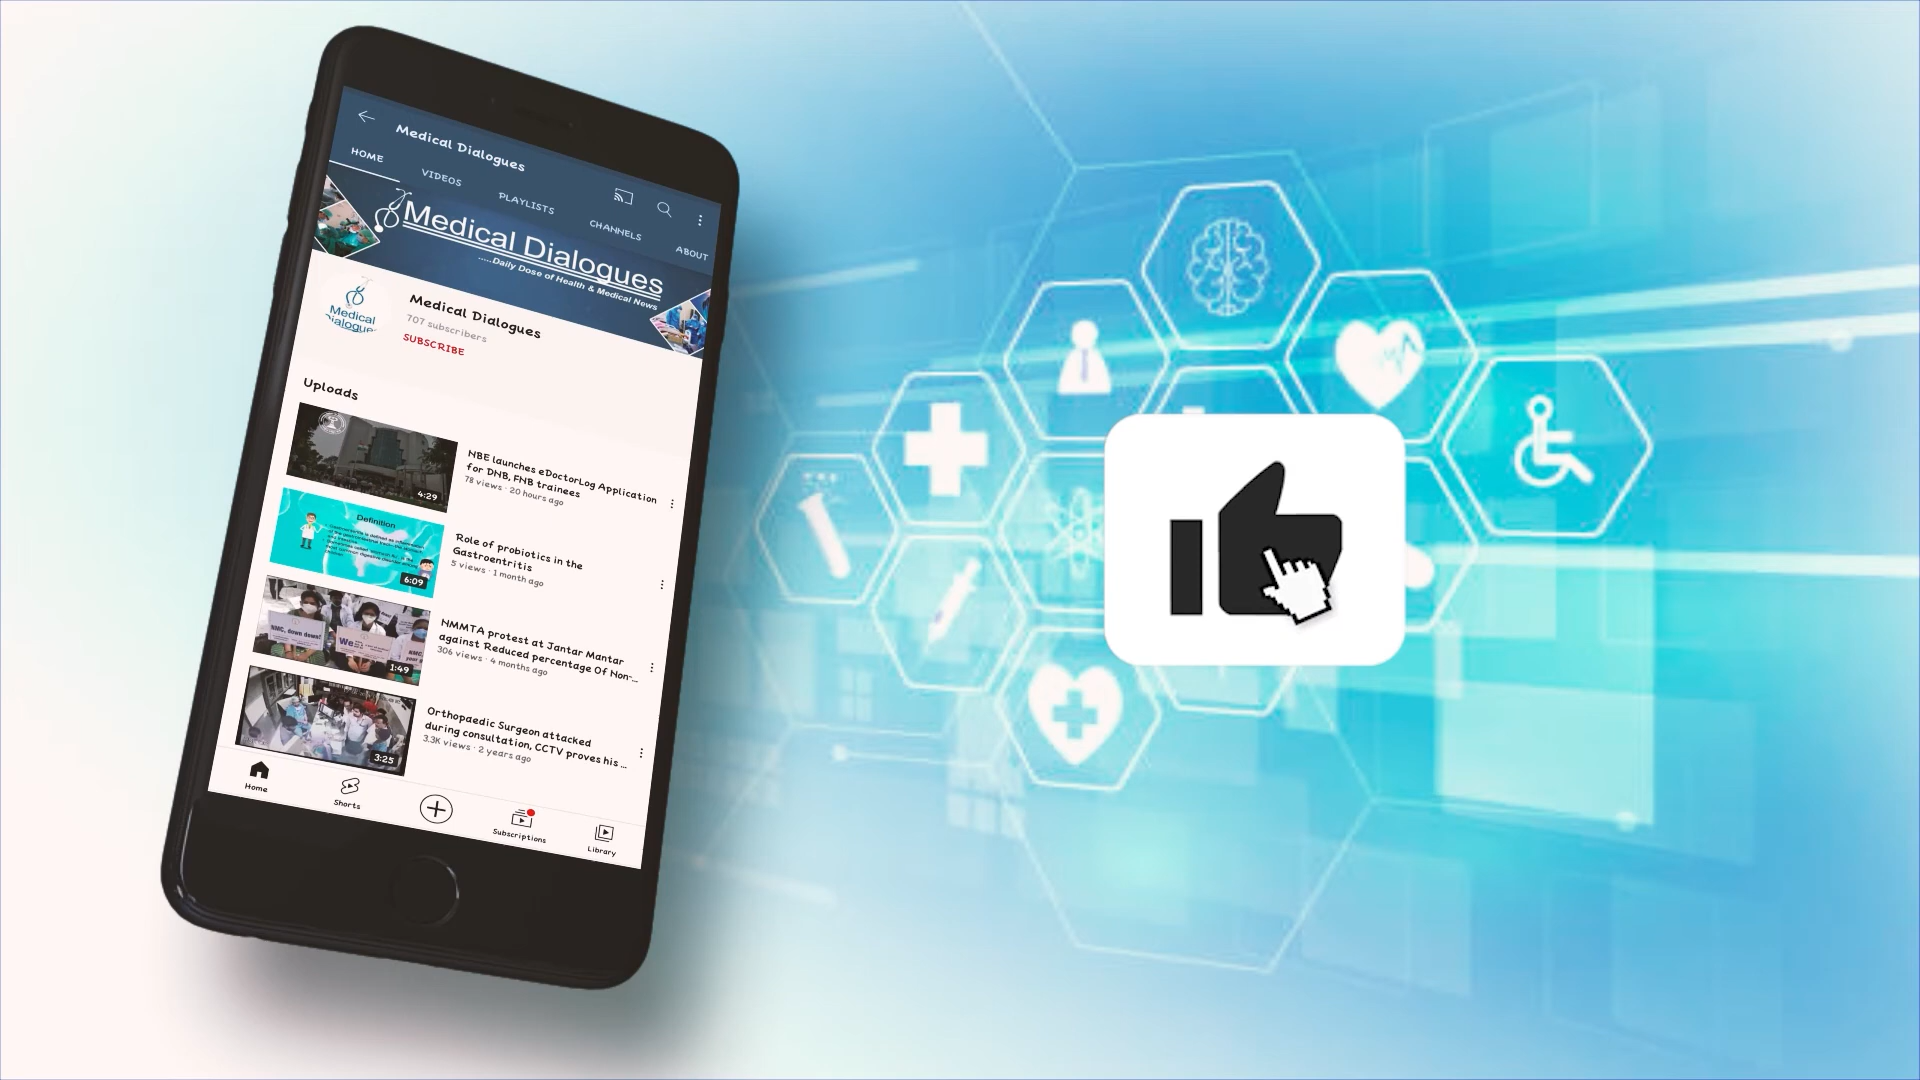 Medical Dialogues
HOME
VIDEOS
PLAYLISTS
CHANNELS
ABOUT
Medical Dialogues
.....Daily Dose of Health & Medical News
Medical
Dialogues
Medical Dialogues
707 subscribers
SUBSCRIBE
Uploads
4:29
NBE launches eDoctorLog Application
for DNB, FNB trainees
78 views · 20 hours ago
Definition
6:09
Role of probiotics in the
Gastroentritis
5 views · 1 month ago
NMC, down down!
We
1:49
NMMTA protest at Jantar Mantar
against Reduced percentage Of Non-...
306 views · 4 months ago
3:25
Orthopaedic Surgeon attacked
during consultation, CCTV proves his ...
3.3K views · 2 years ago
Home
Shorts
Subscriptions
Library